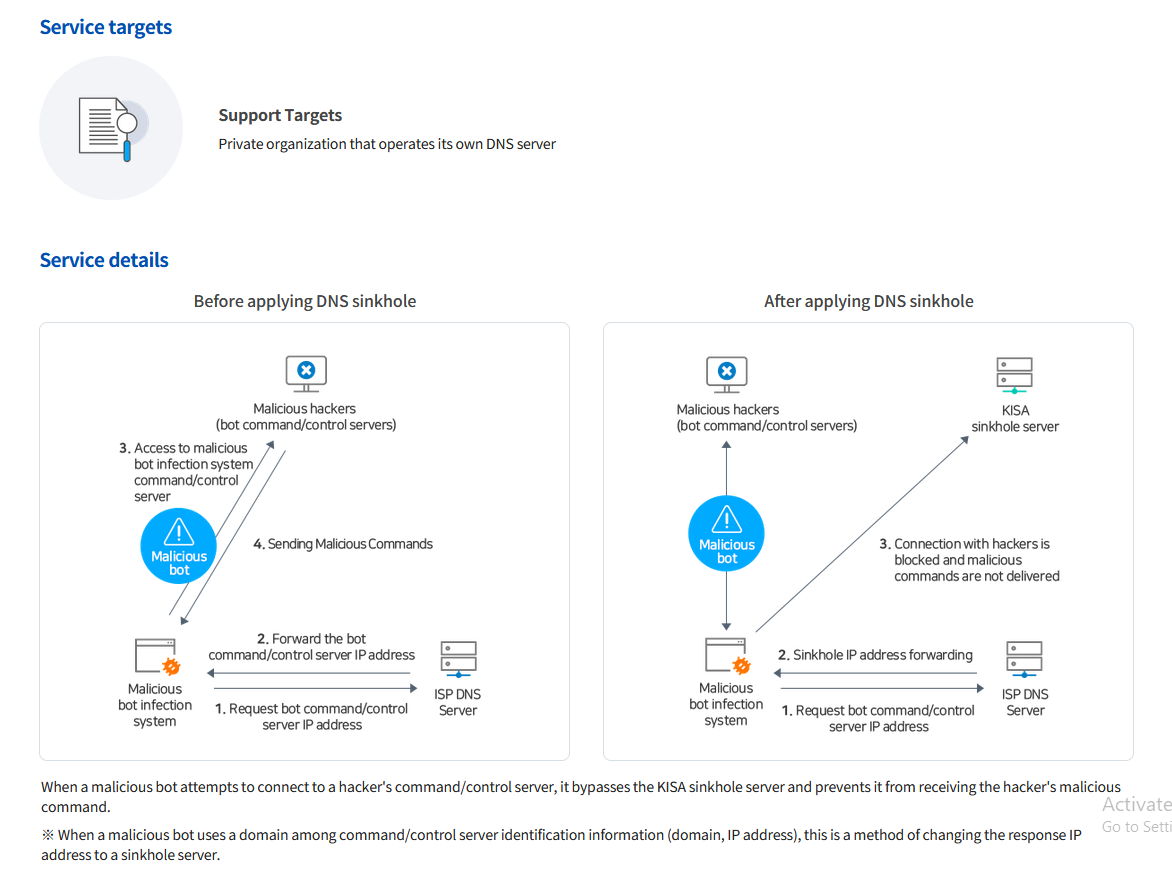 Service targets
Support Targets
Private organization that operates its own DNS server
Service details
Before applying DNS sinkhole
Malicious hackers
(bot command/control servers)
3. Access to malicious
bot infection system
command/control
server
Malicious
bot
4. Sending Malicious Commands
2. Forward the bot
command/control server IP address
Malicious
bot infection
system
1. Request bot command/control
server IP address
ISP DNS
Server
After applying DNS sinkhole
Malicious hackers
(bot command/control servers)
KISA
sinkhole server
Malicious
bot
3. Connection with hackers is
blocked and malicious
commands are not delivered
2. Sinkhole IP address forwarding
Malicious
bot infection
system
1. Request bot command/control
server IP address
ISP DNS
Server
When a malicious bot attempts to connect to a hacker's command/control server, it bypasses the KISA sinkhole server and prevents it from receiving the hacker's malicious
command.
※ When a malicious bot uses a domain among command/control server identification information (domain, IP address), this is a method of changing the response IP
address to a sinkhole server.
Activate
Go to Setti